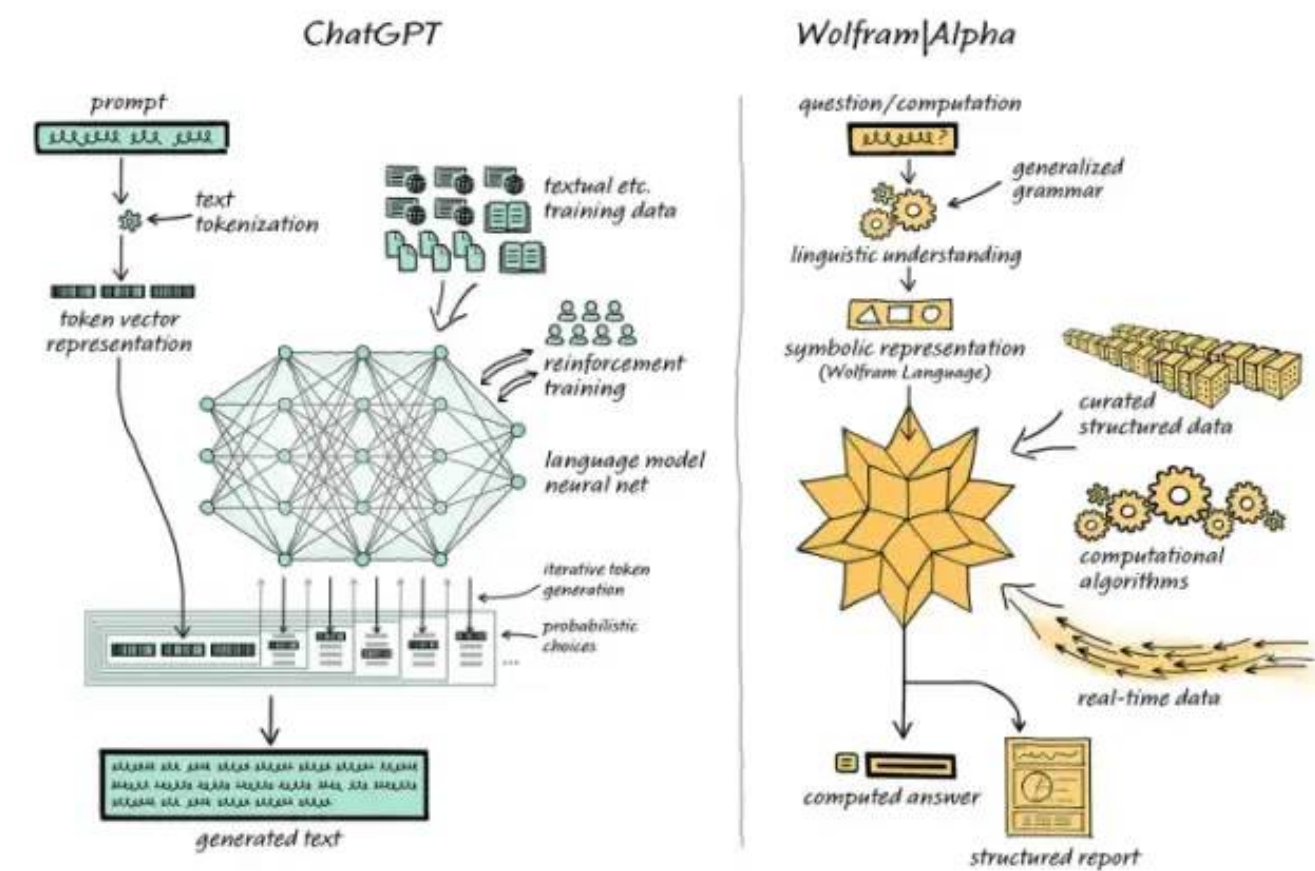 ChatGPT
prompt
text
tokenization
token vector
representation
textual etc.
training data
reinforcement
training
language model
neural net
iterative token
generation
probabilistic
choices
...
generated text
Wolfram|Alpha
question/computation
?
generalized
grammar
linguistic understanding
symbolic representation
(Wolfram Language)
curated
structured data
computational
algorithms
real-time data
=
computed answer
structured report